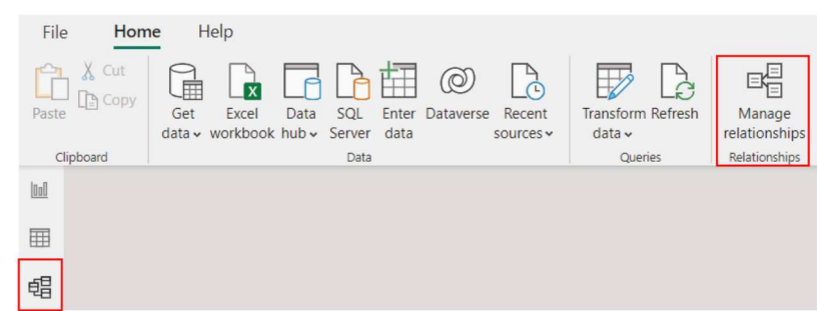 File Home Help
Cut
Copy
Paste
Get data
Excel workbook
Data hub
SQL Server
Enter data
Dataverse
Recent sources
Transform data
Refresh
Manage relationships
Clipboard
Data
Queries
Relationships